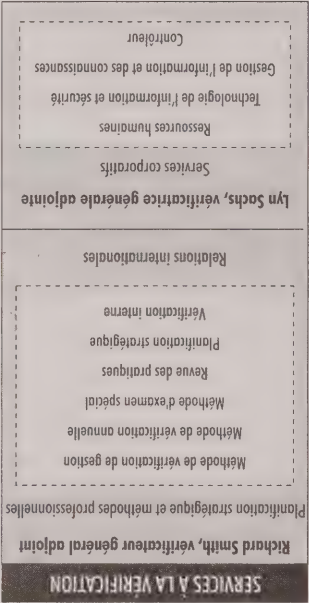 SERVICES À LA VÉRIFICATION
Richard Smith, vérificateur général adjoint
Planification stratégique et méthodes professionnelles
Méthode de vérification de gestion
Méthode de vérification annuelle
Méthode d'examen spécial
Revue des pratiques
Planification stratégique
Vérification interne
Relations internationales
Lyn Sachs, vérificatrice générale adjointe
Services corporatifs
Ressources humaines
Technologie de l'information et sécurité
Gestion de l'information et des connaissances
Contrôleur